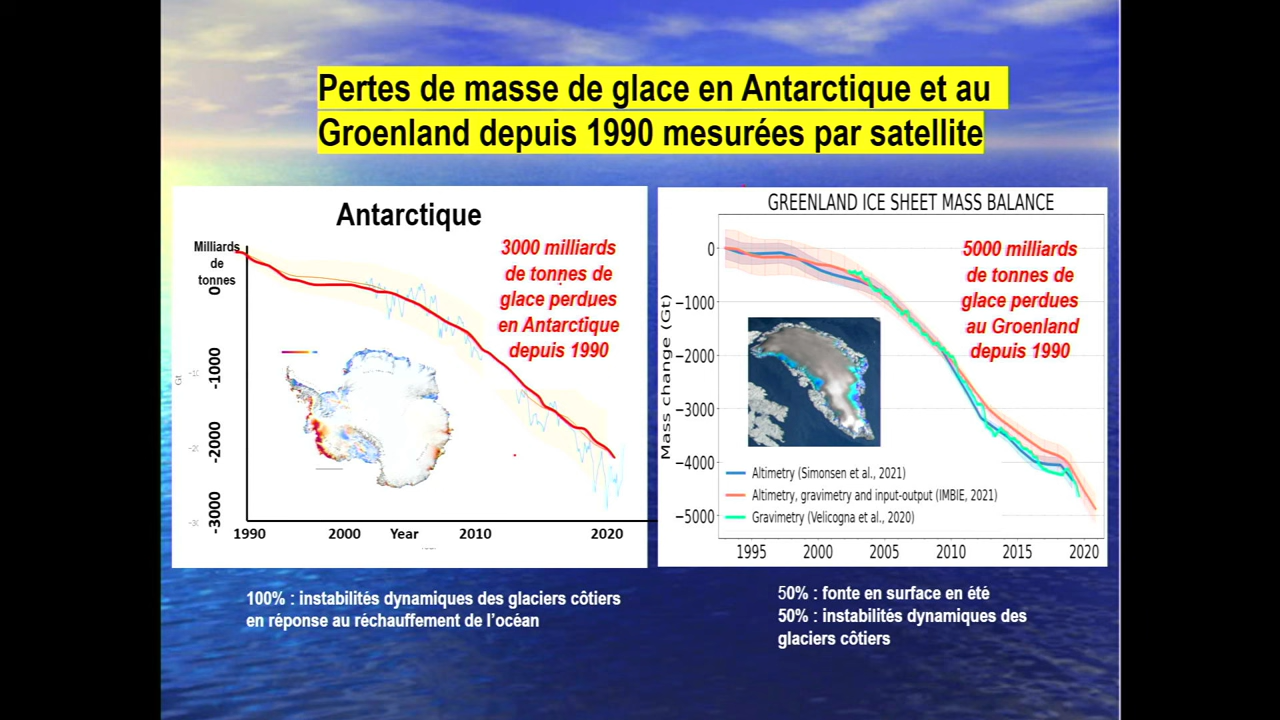 Pertes de masse de glace en Antarctique et au
Groenland depuis 1990 mesurées par satellite
Antarctique
Milliards
de
tonnes
0
-1000
-2000
-3000
Gt
1990
2000
Year
2010
2020
3000 milliards
de tonnes de
glace perdues
en Antarctique
depuis 1990
100% : instabilités dynamiques des glaciers côtiers
en réponse au réchauffement de l'océan
GREENLAND ICE SHEET MASS BALANCE
Mass change (Gt)
0
−1000
−2000
−3000
−4000
−5000
5000 milliards
de tonnes de
glace perdues
au Groenland
depuis 1990
Altimetry (Simonsen et al., 2021)
Altimetry, gravimetry and input-output (IMBIE, 2021)
Gravimetry (Velicogna et al., 2020)
1995
2000
2005
2010
2015
2020
50% : fonte en surface en été
50% : instabilités dynamiques des
glaciers côtiers